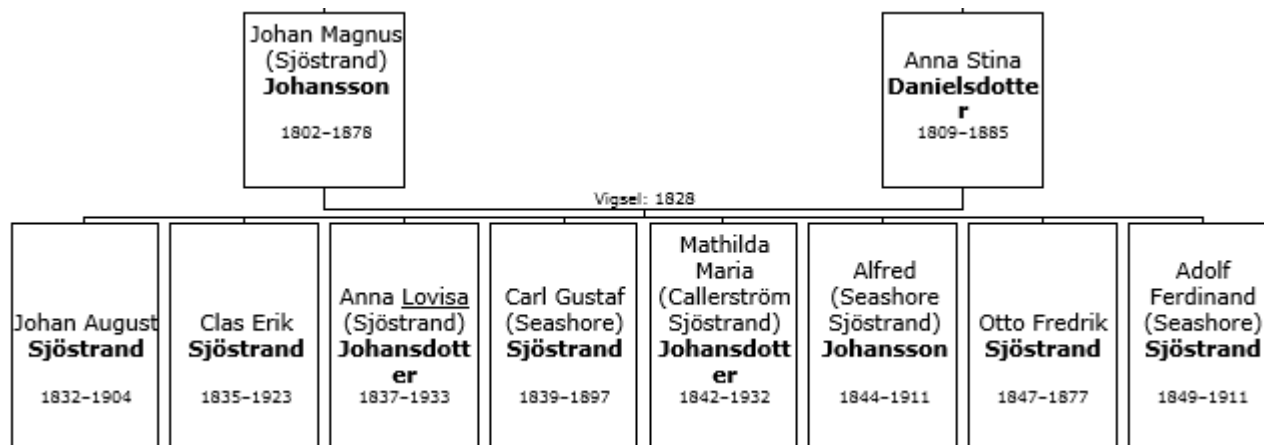 Johan Magnus
(Sjöstrand)
Johansson
1802–1878
Anna Stina
Danielsdotte
r
1809–1885
Vigsel: 1828
Johan August
Sjöstrand
1832–1904
Clas Erik
Sjöstrand
1835–1923
Anna Lovisa
(Sjöstrand)
Johansdott
er
1837–1933
Carl Gustaf
(Seashore)
Sjöstrand
1839–1897
Mathilda
Maria
(Callerström
Sjöstrand)
Johansdott
er
1842–1932
Alfred
(Seashore
Sjöstrand)
Johansson
1844–1911
Otto Fredrik
Sjöstrand
1847–1877
Adolf
Ferdinand
(Seashore)
Sjöstrand
1849–1911